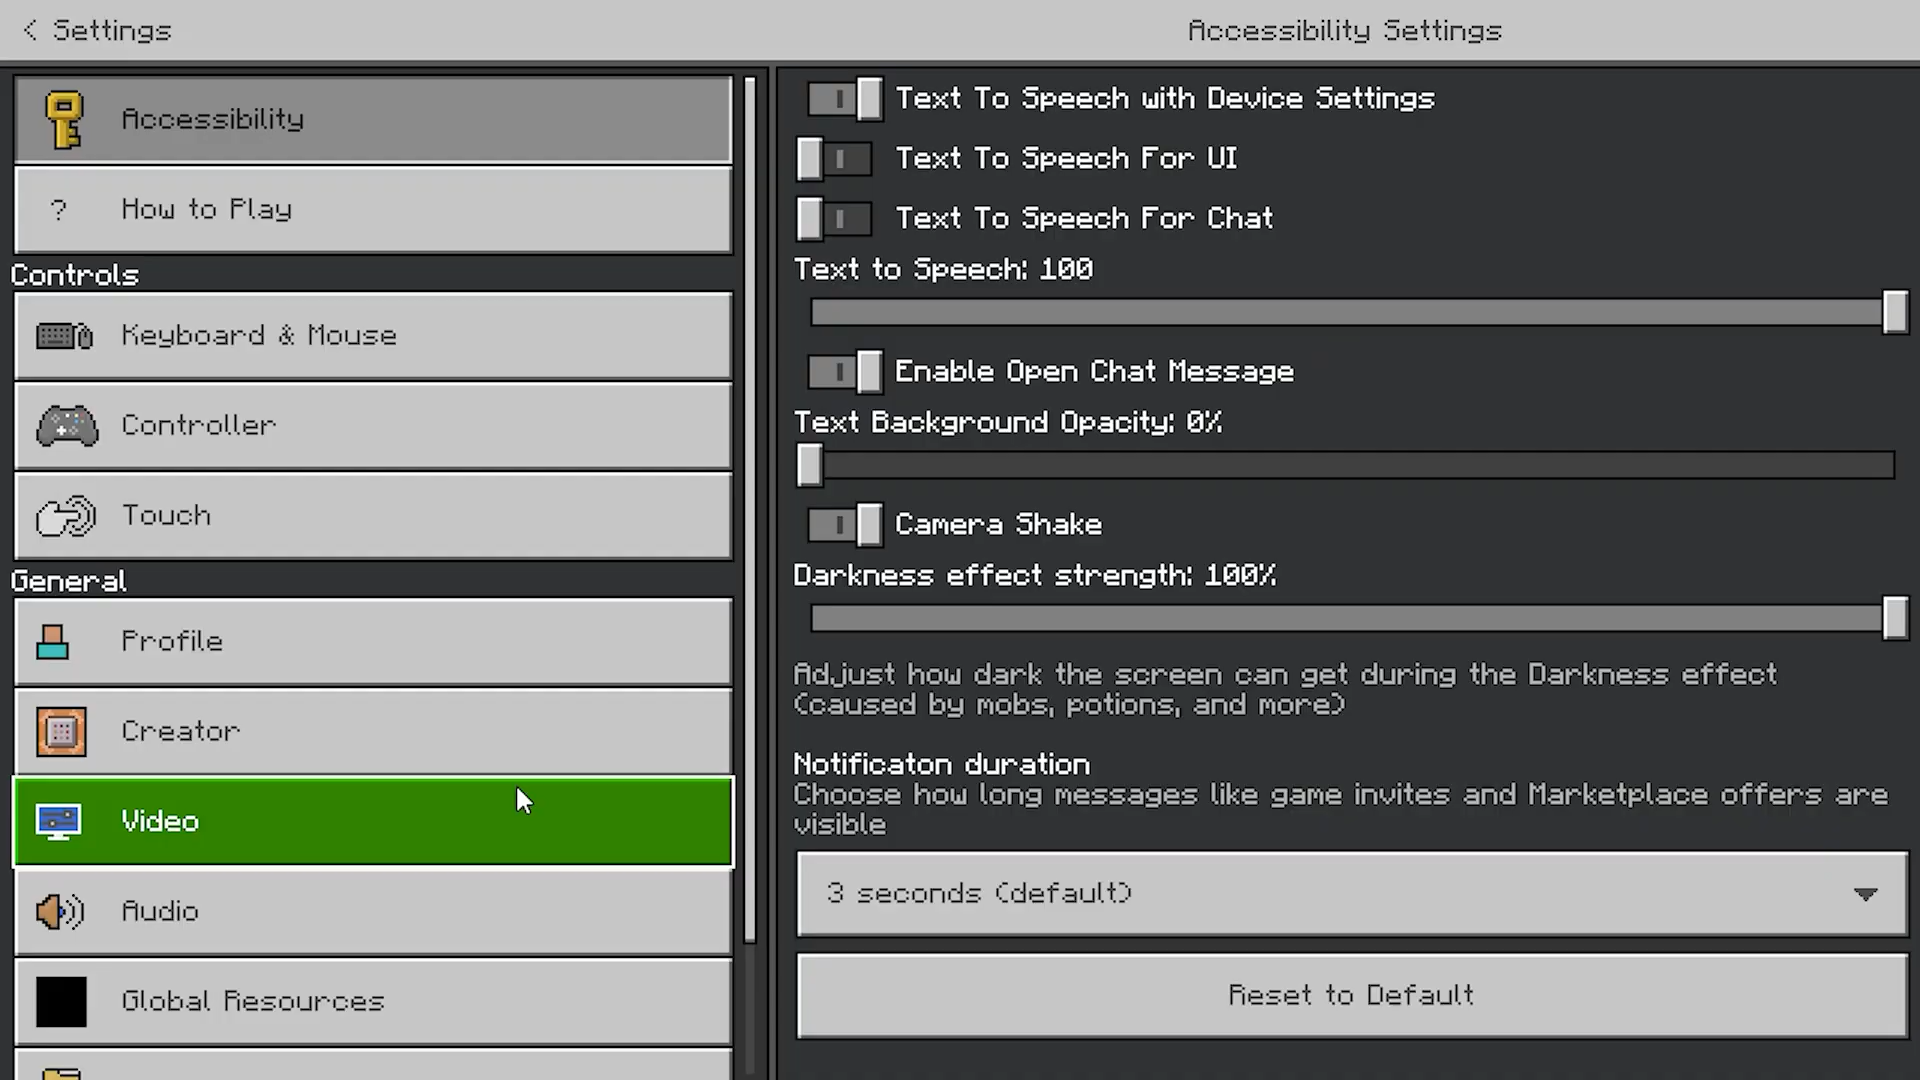 < Settings
Accessibility Settings
Accessibility
? How to Play
Controls
Keyboard & Mouse
Controller
Touch
General
Profile
Creator
Video
Audio
Global Resources
Text To Speech with Device Settings
Text To Speech For UI
Text To Speech For Chat
Text to Speech: 100
Enable Open Chat Message
Text Background Opacity: 0%
Camera Shake
Darkness effect strength: 100%
Adjust how dark the screen can get during the Darkness effect
(caused by mobs, potions, and more)
Notificaton duration
Choose how long messages like game invites and Marketplace offers are
visible
3 seconds (default)
Reset to Default